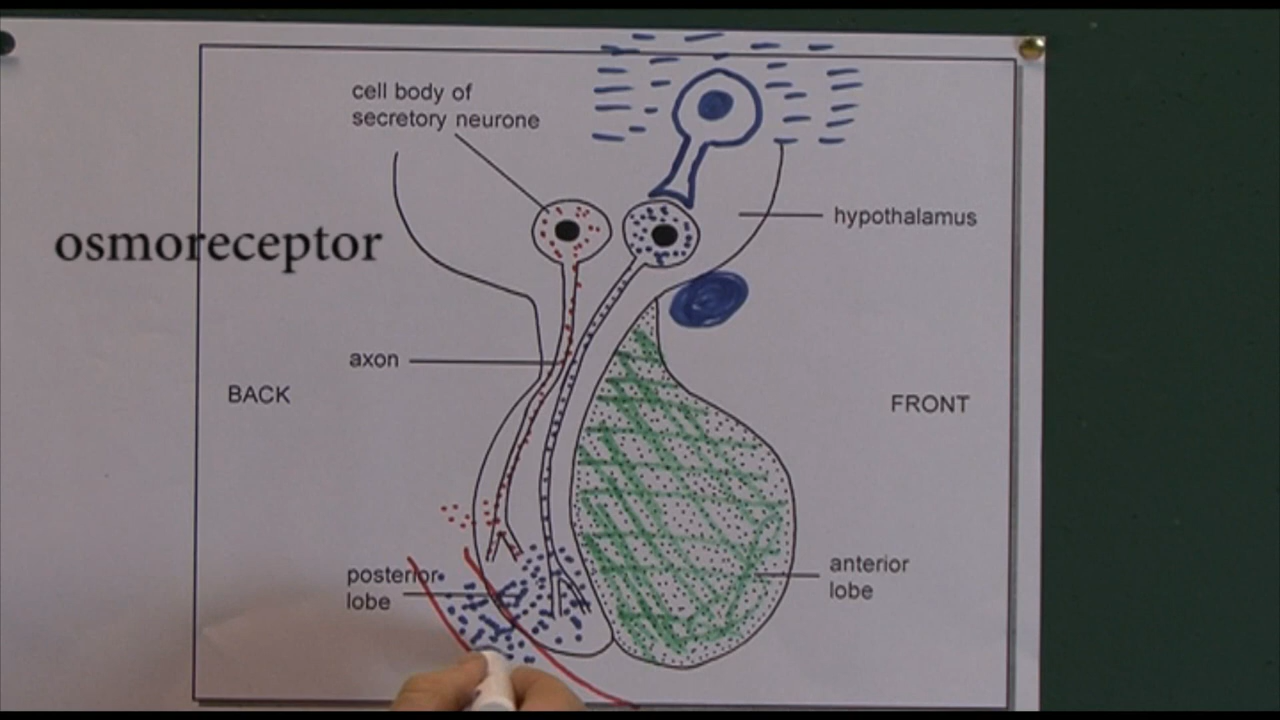 cell body of
secretory neurone
hypothalamus
osmoreceptor
axon
BACK
FRONT
posterior
lobe
anterior
lobe